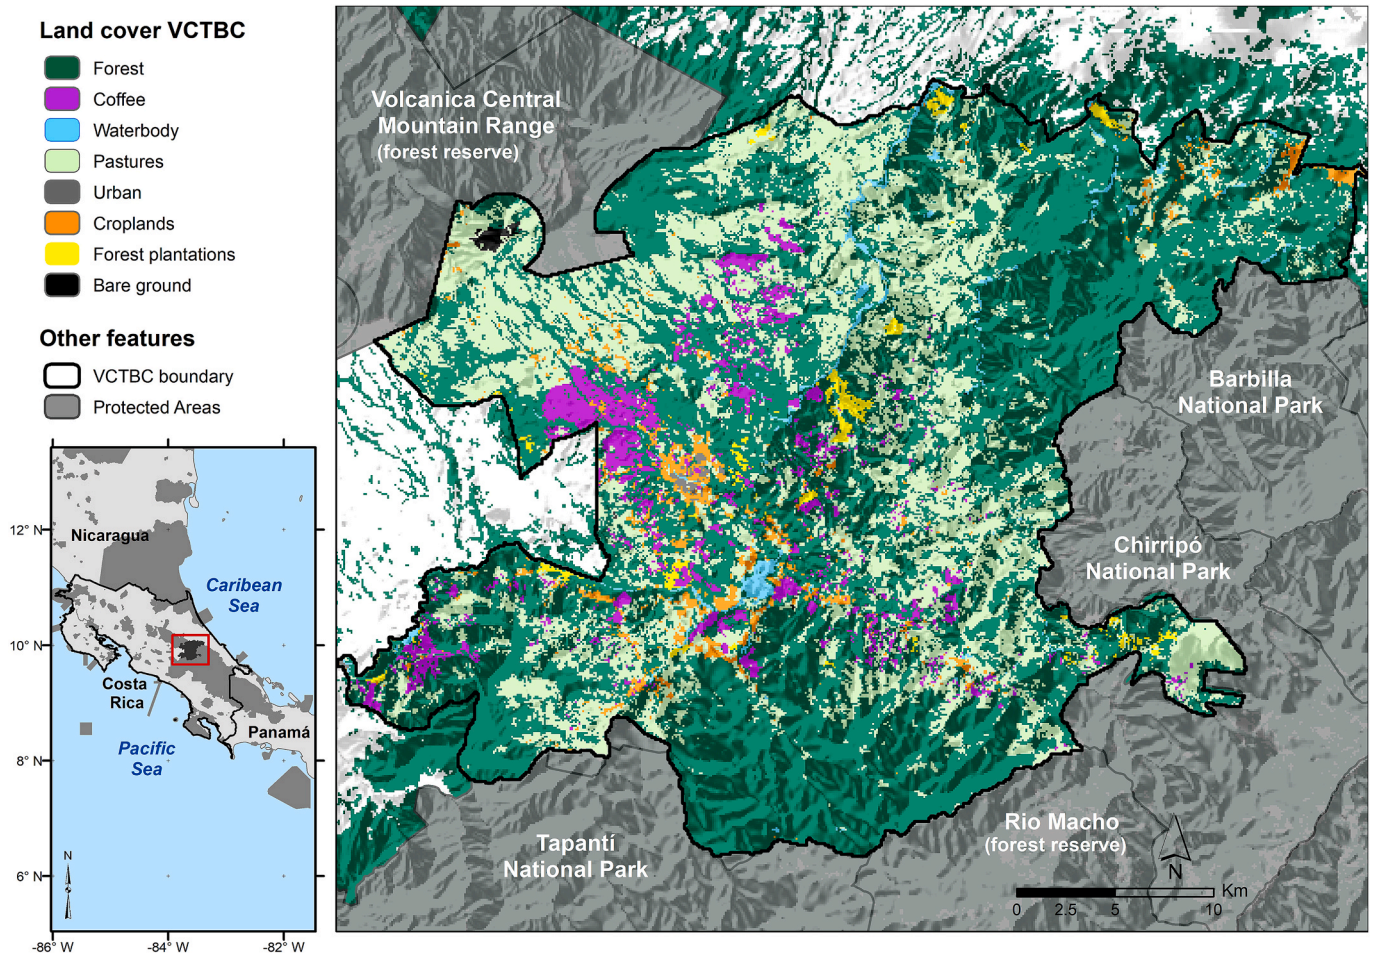 Land cover VCTBC
Forest
Coffee
Waterbody
Pastures
Urban
Croplands
Forest plantations
Bare ground
Other features
VCTBC boundary
Protected Areas
12° N
10° N
8° N
6° N
-86° W
-84° W
-82° W
Nicaragua
Caribbean
Sea
Costa
Rica
Panamá
Pacific
Sea
N
Volcanica Central
Mountain Range
(forest reserve)
Barbilla
National Park
Chirripó
National Park
Tapantí
National Park
Rio Macho
(forest reserve)
N
Km
0 2.5 5 10